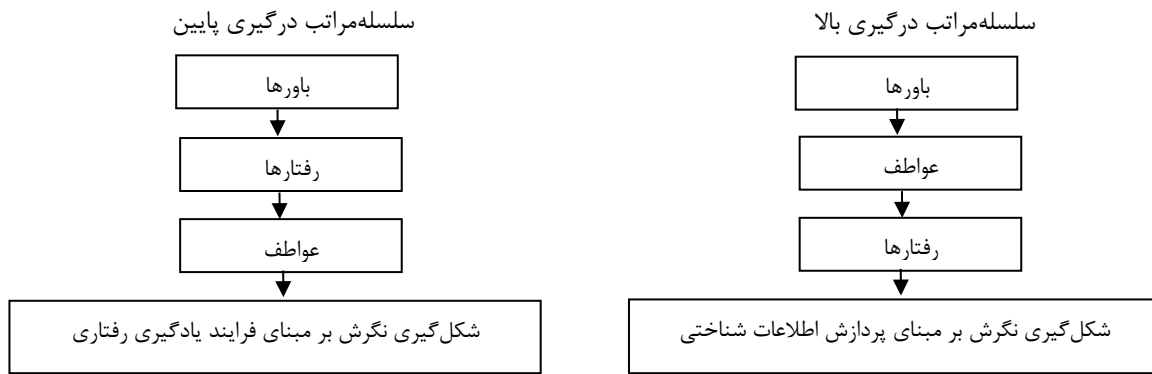 سلسله‌مراتب درگیری بالا
باورها
عواطف
رفتارها
شکل‌گیری نگرش بر مبنای پردازش اطلاعات شناختی
سلسله‌مراتب درگیری پایین
باورها
رفتارها
عواطف
شکل‌گیری نگرش بر مبنای فرایند یادگیری رفتاری